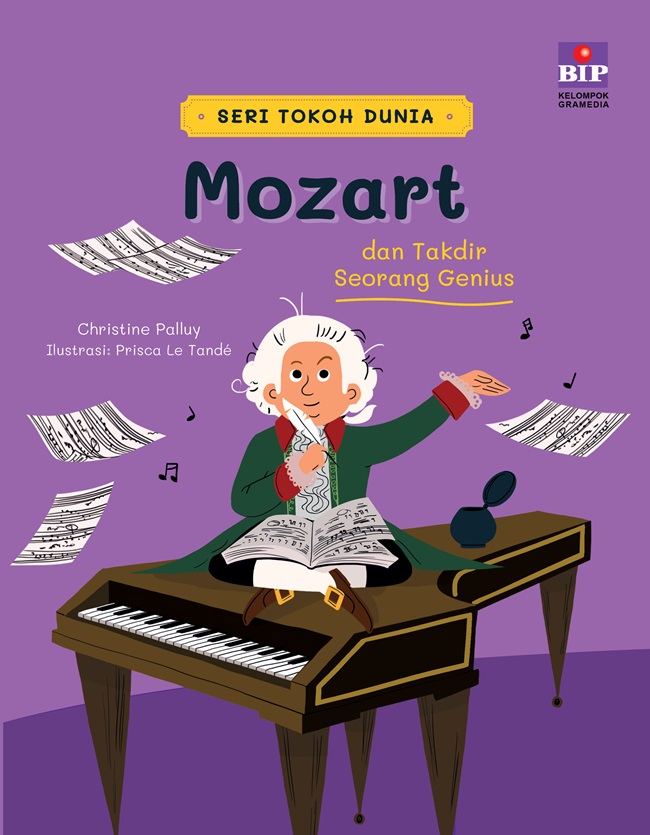 BIP
KELOMPOK
GRAMEDIA
SERI TOKOH DUNIA
Mozart
dan Takdir
Seorang Genius
Christine Palluy
Ilustrasi: Prisca Le Tandé